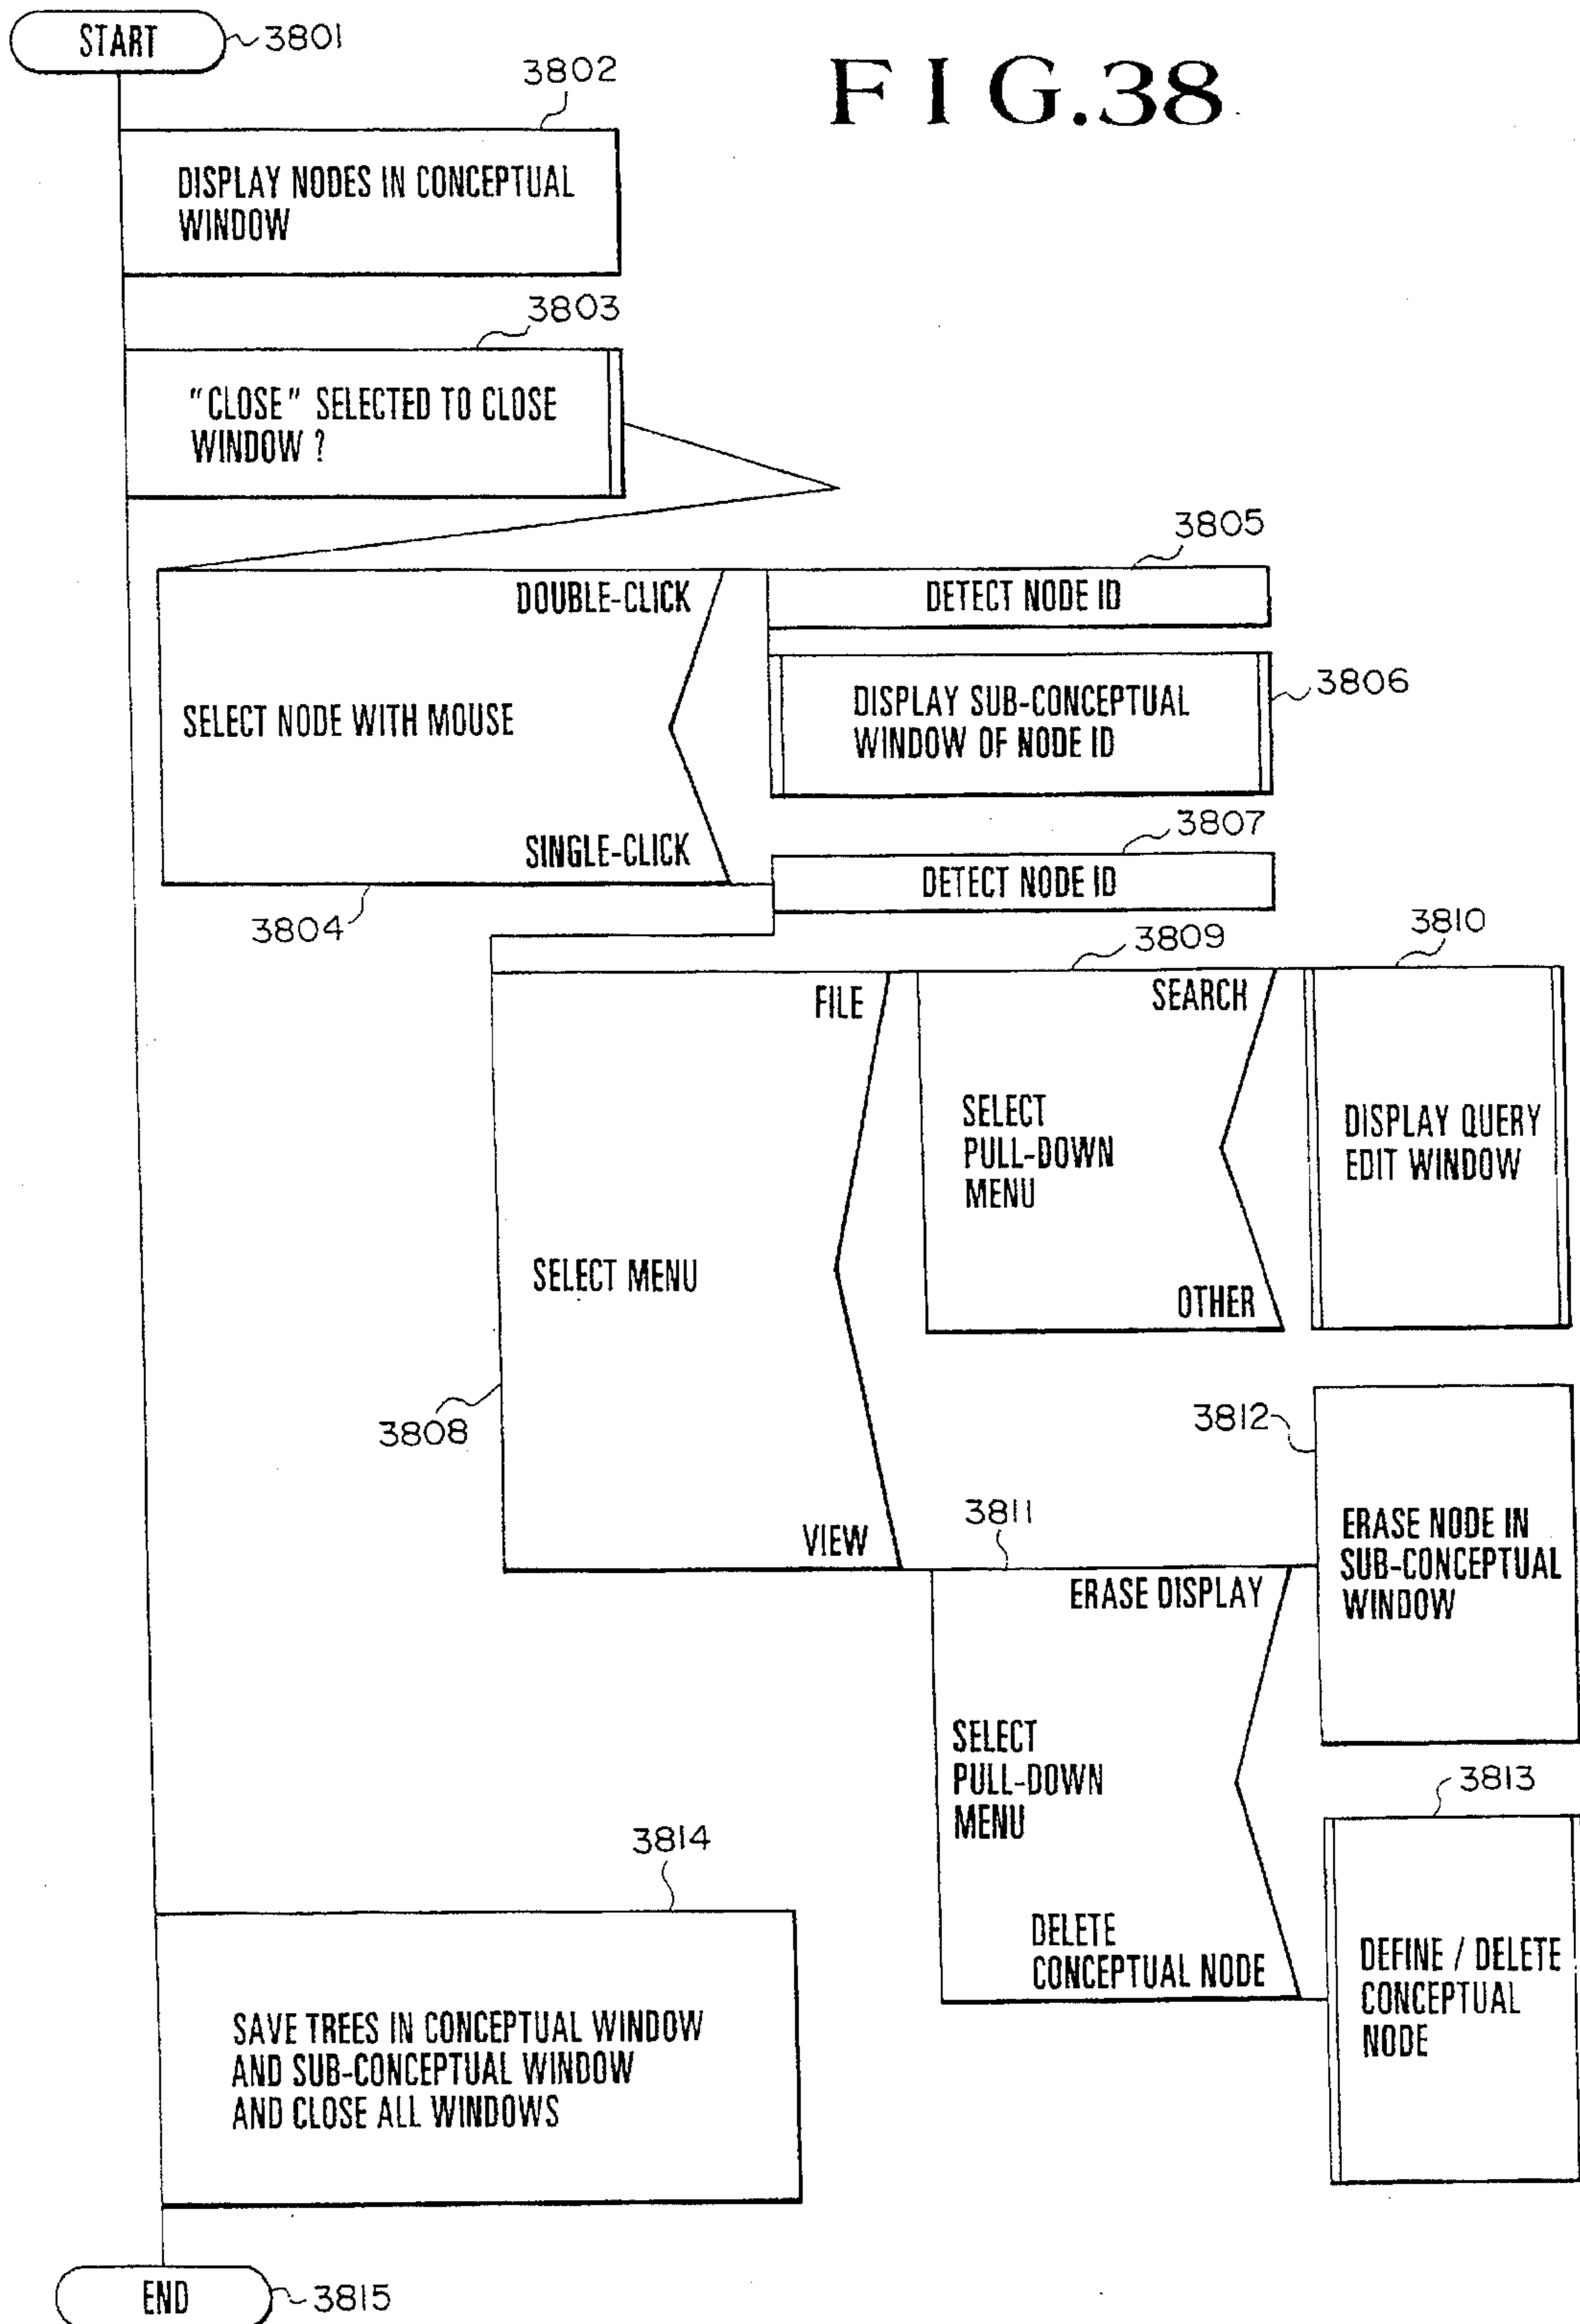 START
3801
FIG.38
3802
DISPLAY NODES IN CONCEPTUAL
WINDOW
3803
"CLOSE" SELECTED TO CLOSE
WINDOW ?
3805
DOUBLE-CLICK
DETECT NODE ID
3806
SELECT NODE WITH MOUSE
DISPLAY SUB-CONCEPTUAL
WINDOW OF NODE ID
3807
SINGLE-CLICK
DETECT NODE ID
3804
3809
3810
FILE
SEARCH
SELECT
PULL-DOWN
MENU
DISPLAY QUERY
EDIT WINDOW
SELECT MENU
OTHER
3808
3812
3811
VIEW
ERASE NODE IN
SUB-CONCEPTUAL
WINDOW
ERASE DISPLAY
SELECT
PULL-DOWN
MENU
3813
3814
DELETE
CONCEPTUAL NODE
DEFINE / DELETE
CONCEPTUAL
NODE
SAVE TREES IN CONCEPTUAL WINDOW
AND SUB-CONCEPTUAL WINDOW
AND CLOSE ALL WINDOWS
END
3815